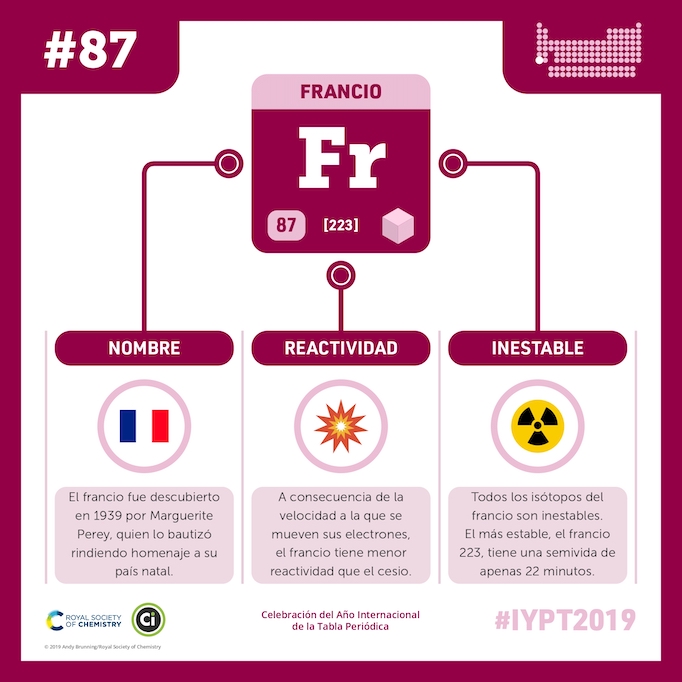 #87
FRANCIO
Fr
87
[223]
NOMBRE
El francio fue descubierto
en 1939 por Marguerite
Perey, quien lo bautizó
rindiendo homenaje a su
país natal.
REACTIVIDAD
A consecuencia de la
velocidad a la que se
mueven sus electrones,
el francio tiene menor
reactividad que el cesio.
INESTABLE
Todos los isótopos del
francio son inestables.
El más estable, el francio
223, tiene una semivida de
apenas 22 minutos.
ROYAL SOCIETY
OF CHEMISTRY
Ci
© 2019 Andy Brunning/Royal Society of Chemistry
Celebración del Año Internacional
de la Tabla Periódica
#IYPT2019